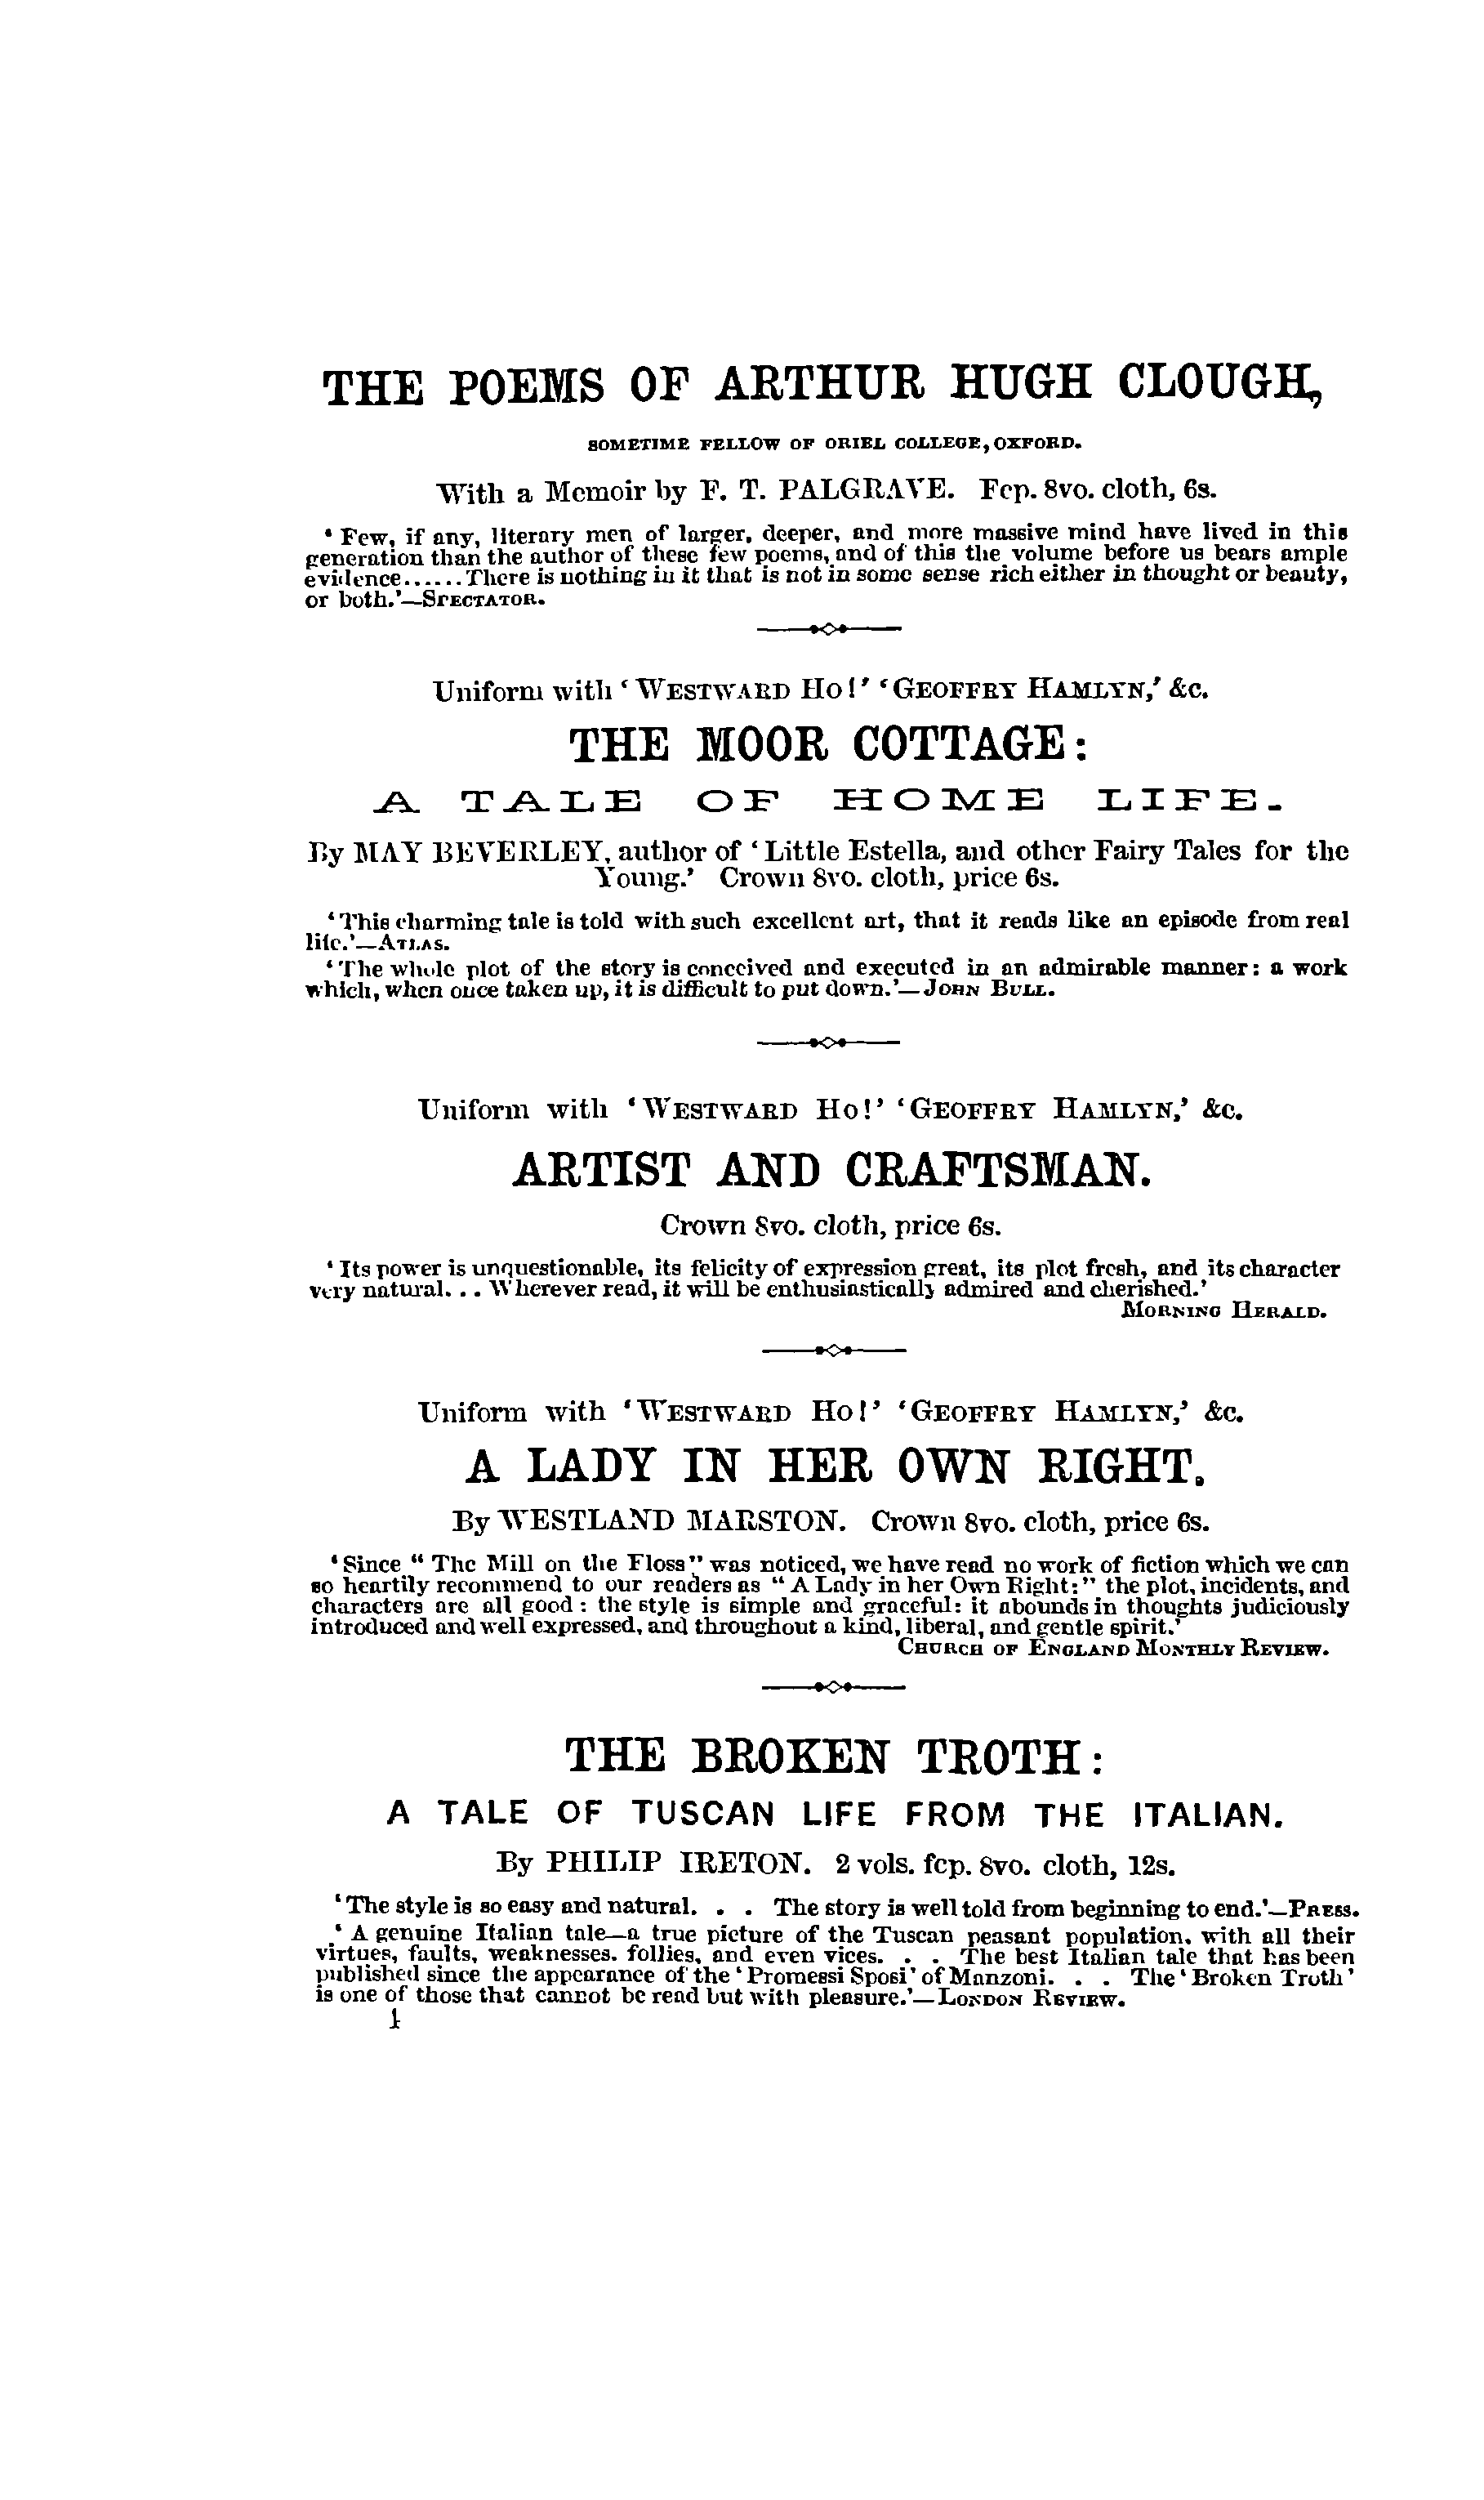 THE POEMS OF ARTHUR HUGH CLOUGH,
SOMETIME FELLOW OF ORIEL COLLEGE, OXFORD.
With a Memoir by F. T. PALGRAVE. Fcp. 8vo. cloth, 6s.
‘Few, if any, literary men of larger, deeper, and more massive mind have lived in this
generation than the author of these few poems, and of this the volume before us bears ample
evidence......There is nothing in it that is not in some sense rich either in thought or beauty,
or both.’—SPECTATOR.
Uniform with ‘WESTWARD HO!’ ‘GEOFFRY HAMLYN,’ &c.
THE MOOR COTTAGE:
A TALE OF HOME LIFE.
By MAY BEVERLEY, author of ‘Little Estella, and other Fairy Tales for the
Young.’ Crown 8vo. cloth, price 6s.
‘This charming tale is told with such excellent art, that it reads like an episode from real
life.’—ATLAS.
‘The whole plot of the story is conceived and executed in an admirable manner: a work
which, when once taken up, it is difficult to put down.’—JOHN BULL.
Uniform with ‘WESTWARD HO!’ ‘GEOFFRY HAMLYN,’ &c.
ARTIST AND CRAFTSMAN.
Crown 8vo. cloth, price 6s.
‘Its power is unquestionable, its felicity of expression great, its plot fresh, and its character
very natural... Wherever read, it will be enthusiastically admired and cherished.’
MORNING HERALD.
Uniform with ‘WESTWARD HO!’ ‘GEOFFRY HAMLYN,’ &c.
A LADY IN HER OWN RIGHT.
By WESTLAND MARSTON. Crown 8vo. cloth, price 6s.
‘Since “The Mill on the Floss” was noticed, we have read no work of fiction which we can
so heartily recommend to our readers as “A Lady in her Own Right:” the plot, incidents, and
characters are all good: the style is simple and graceful: it abounds in thoughts judiciously
introduced and well expressed, and throughout a kind, liberal, and gentle spirit.’
CHURCH OF ENGLAND MONTHLY REVIEW.
THE BROKEN TROTH:
A TALE OF TUSCAN LIFE FROM THE ITALIAN.
By PHILIP IRETON. 2 vols. fcp. 8vo. cloth, 12s.
‘The style is so easy and natural. . . The story is well told from beginning to end.’—PRESS.
‘A genuine Italian tale—a true picture of the Tuscan peasant population, with all their
virtues, faults, weaknesses, follies, and even vices. . . The best Italian tale that has been
published since the appearance of the ‘Promessi Sposi’ of Manzoni. . . The ‘Broken Troth’
is one of those that cannot be read but with pleasure.’—LONDON REVIEW.
1